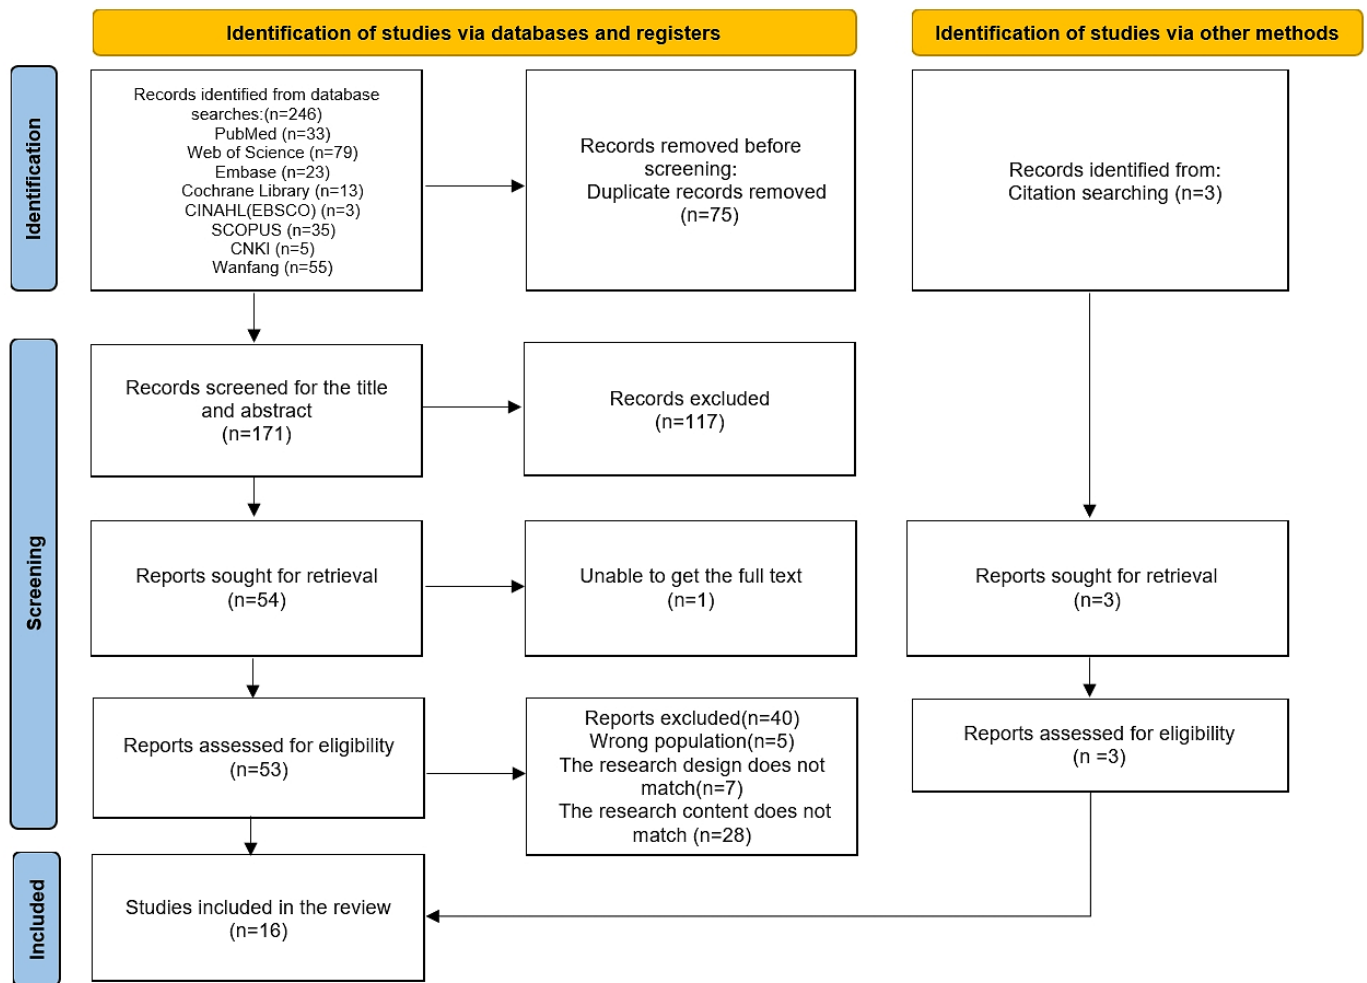 Identification of studies via databases and registers
Identification of studies via other methods
Identification
Records identified from database
searches:(n=246)
PubMed (n=33)
Web of Science (n=79)
Embase (n=23)
Cochrane Library (n=13)
CINAHL(EBSCO) (n=3)
SCOPUS (n=35)
CNKI (n=5)
Wanfang (n=55)
Records removed before
screening:
Duplicate records removed
(n=75)
Records identified from:
Citation searching (n=3)
Screening
Records screened for the title
and abstract
(n=171)
Records excluded
(n=117)
Reports sought for retrieval
(n=54)
Unable to get the full text
(n=1)
Reports sought for retrieval
(n=3)
Reports assessed for eligibility
(n=53)
Reports excluded(n=40)
Wrong population(n=5)
The research design does not
match(n=7)
The research content does not
match (n=28)
Reports assessed for eligibility
(n =3)
Included
Studies included in the review
(n=16)